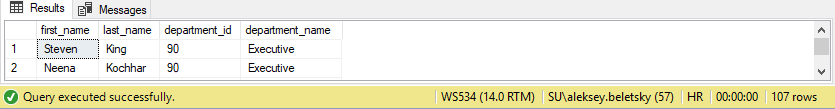 Results Messages
first_name last_name department_id department_name
1 Steven King 90 Executive
2 Neena Kochhar 90 Executive
Query executed successfully. WS534 (14.0 RTM) SU\aleksey.beletsky (57) HR 00:00:00 107 rows